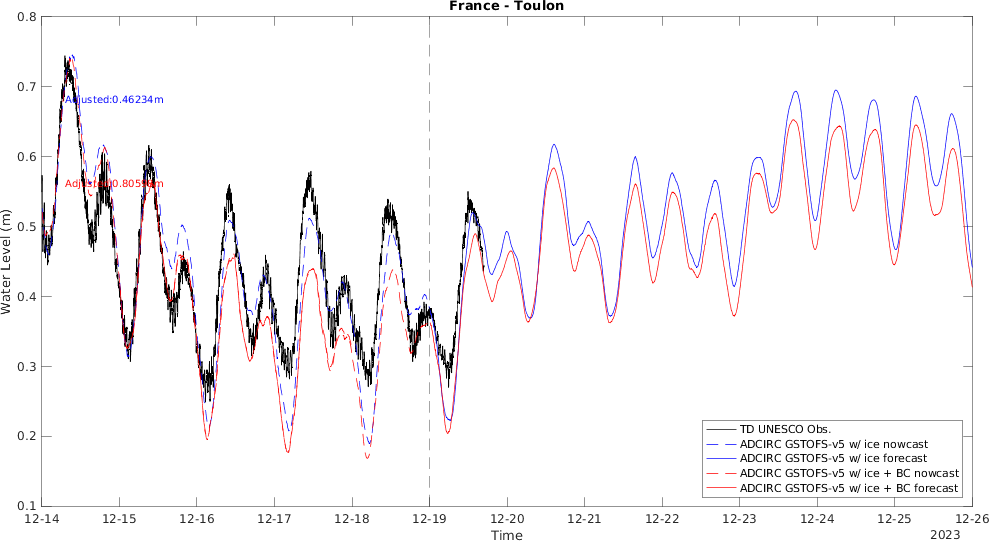 France - Toulon
0.8
0.7
0.6
0.5
0.4
0.3
0.2
0.1
Water Level (m)
Adjusted:0.46234m
TD UNESCO Obs.
ADCIRC GSTOFS-v5 w/ ice nowcast
ADCIRC GSTOFS-v5 w/ ice forecast
ADCIRC GSTOFS-v5 w/ ice + BC nowcast
ADCIRC GSTOFS-v5 w/ ice + BC forecast
12-14 12-15 12-16 12-17 12-18 12-19 12-20 12-21 12-22 12-23 12-24 12-25 12-26
Time
2023